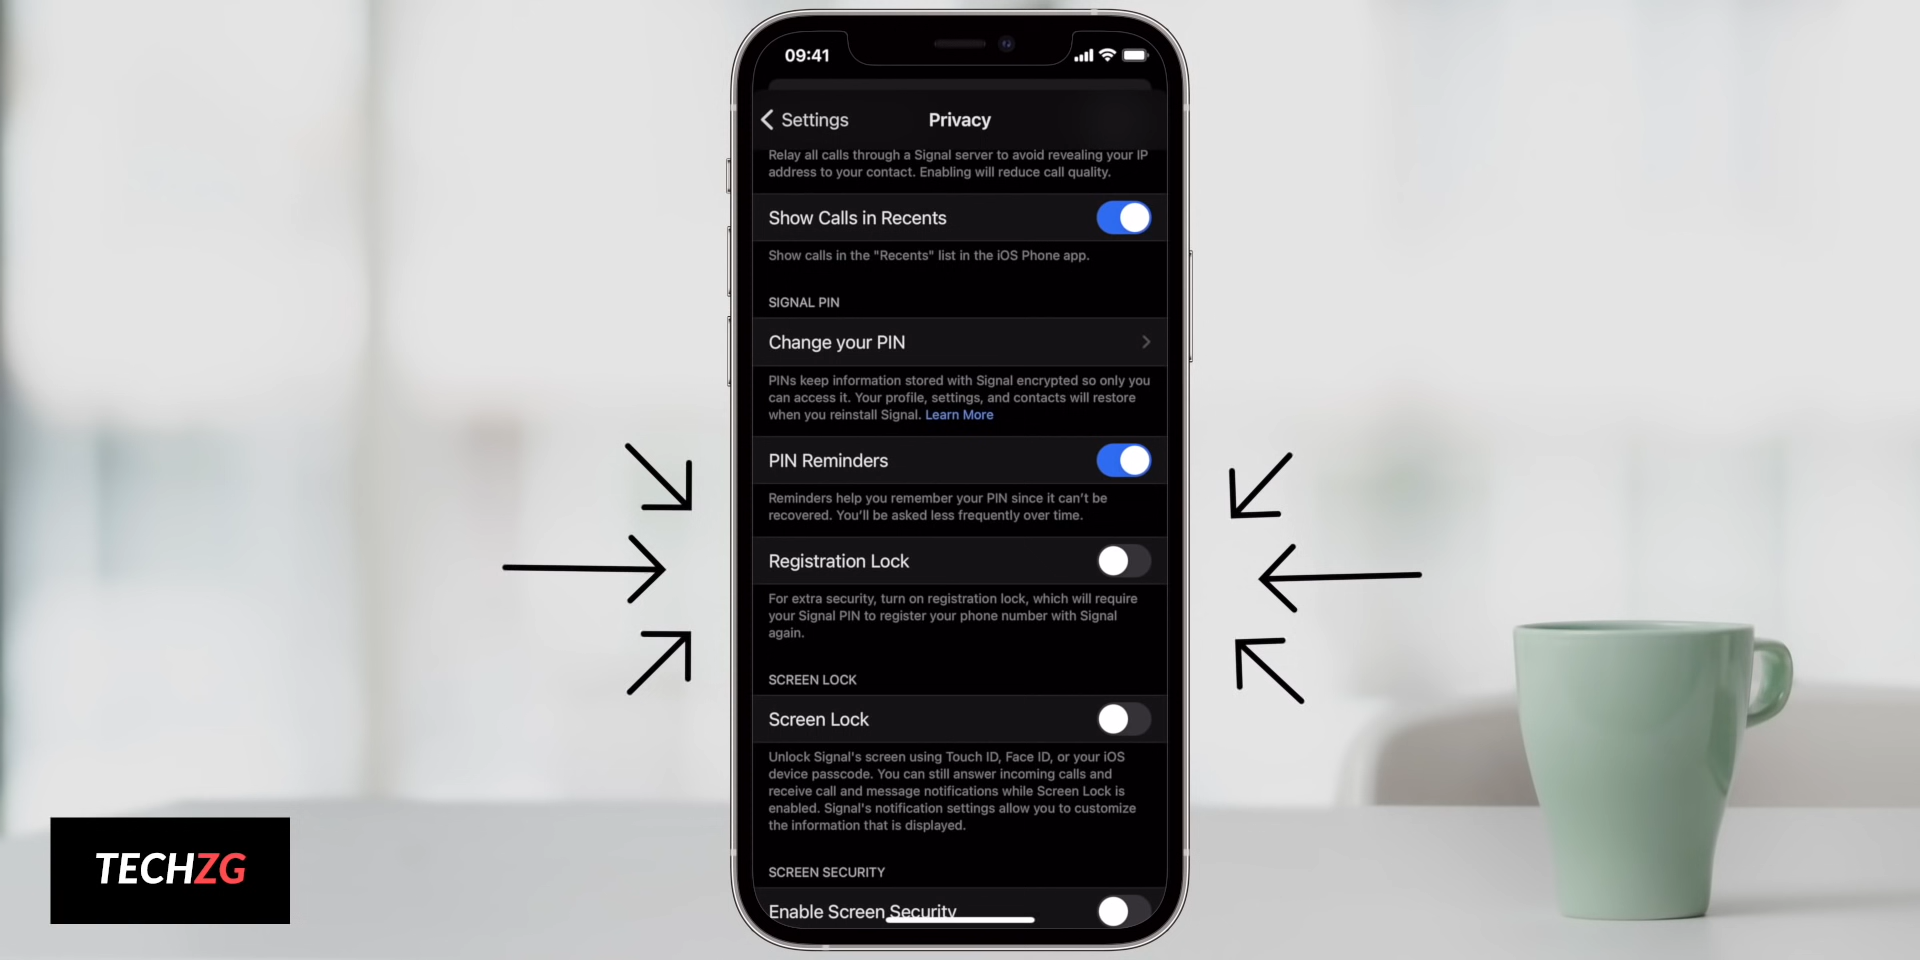 09:41
Settings
Privacy
Relay all calls through a Signal server to avoid revealing your IP
address to your contact. Enabling will reduce call quality.
Show Calls in Recents
Show calls in the "Recents" list in the iOS Phone app.
SIGNAL PIN
Change your PIN
PINs keep information stored with Signal encrypted so only you
can access it. Your profile, settings, and contacts will restore
when you reinstall Signal. Learn More
PIN Reminders
Reminders help you remember your PIN since it can't be
recovered. You'll be asked less frequently over time.
Registration Lock
For extra security, turn on registration lock, which will require
your Signal PIN to register your phone number with Signal
again.
SCREEN LOCK
Screen Lock
Unlock Signal's screen using Touch ID, Face ID, or your iOS
device passcode. You can still answer incoming calls and
receive call and message notifications while Screen Lock is
enabled. Signal's notification settings allow you to customize
the information that is displayed.
SCREEN SECURITY
Enable Screen Security
TECHZG